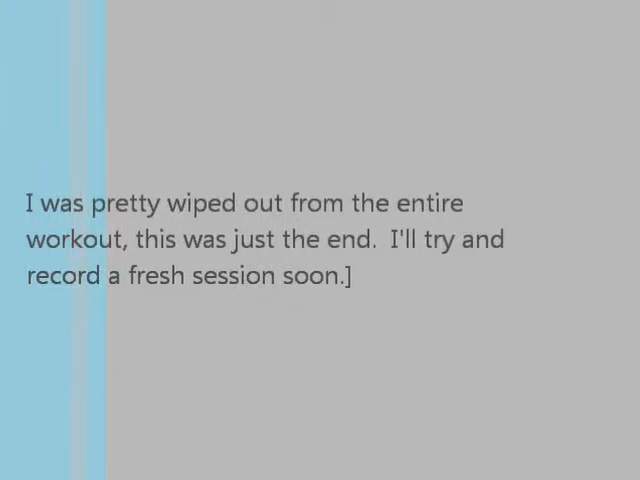 I was pretty wiped out from the entire
workout, this was just the end.  I'll try and
record a fresh session soon.]